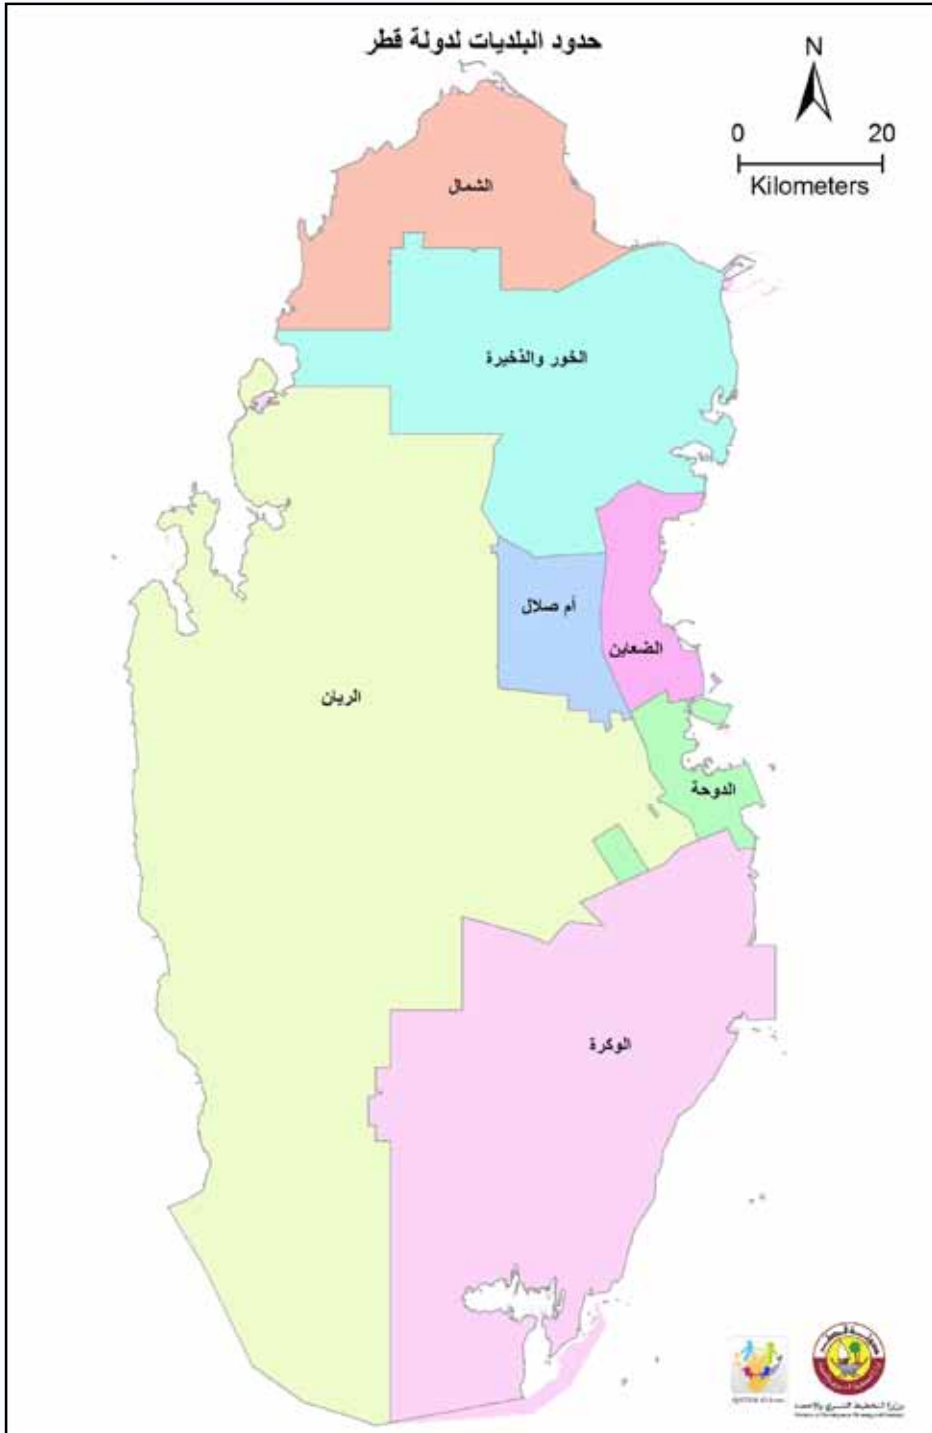 حدود البلديات لدولة قطر
N
0 20
Kilometers
الشمال
الخور والذخيرة
أم صلال
الضعاين
الريان
الدوحة
الوكرة